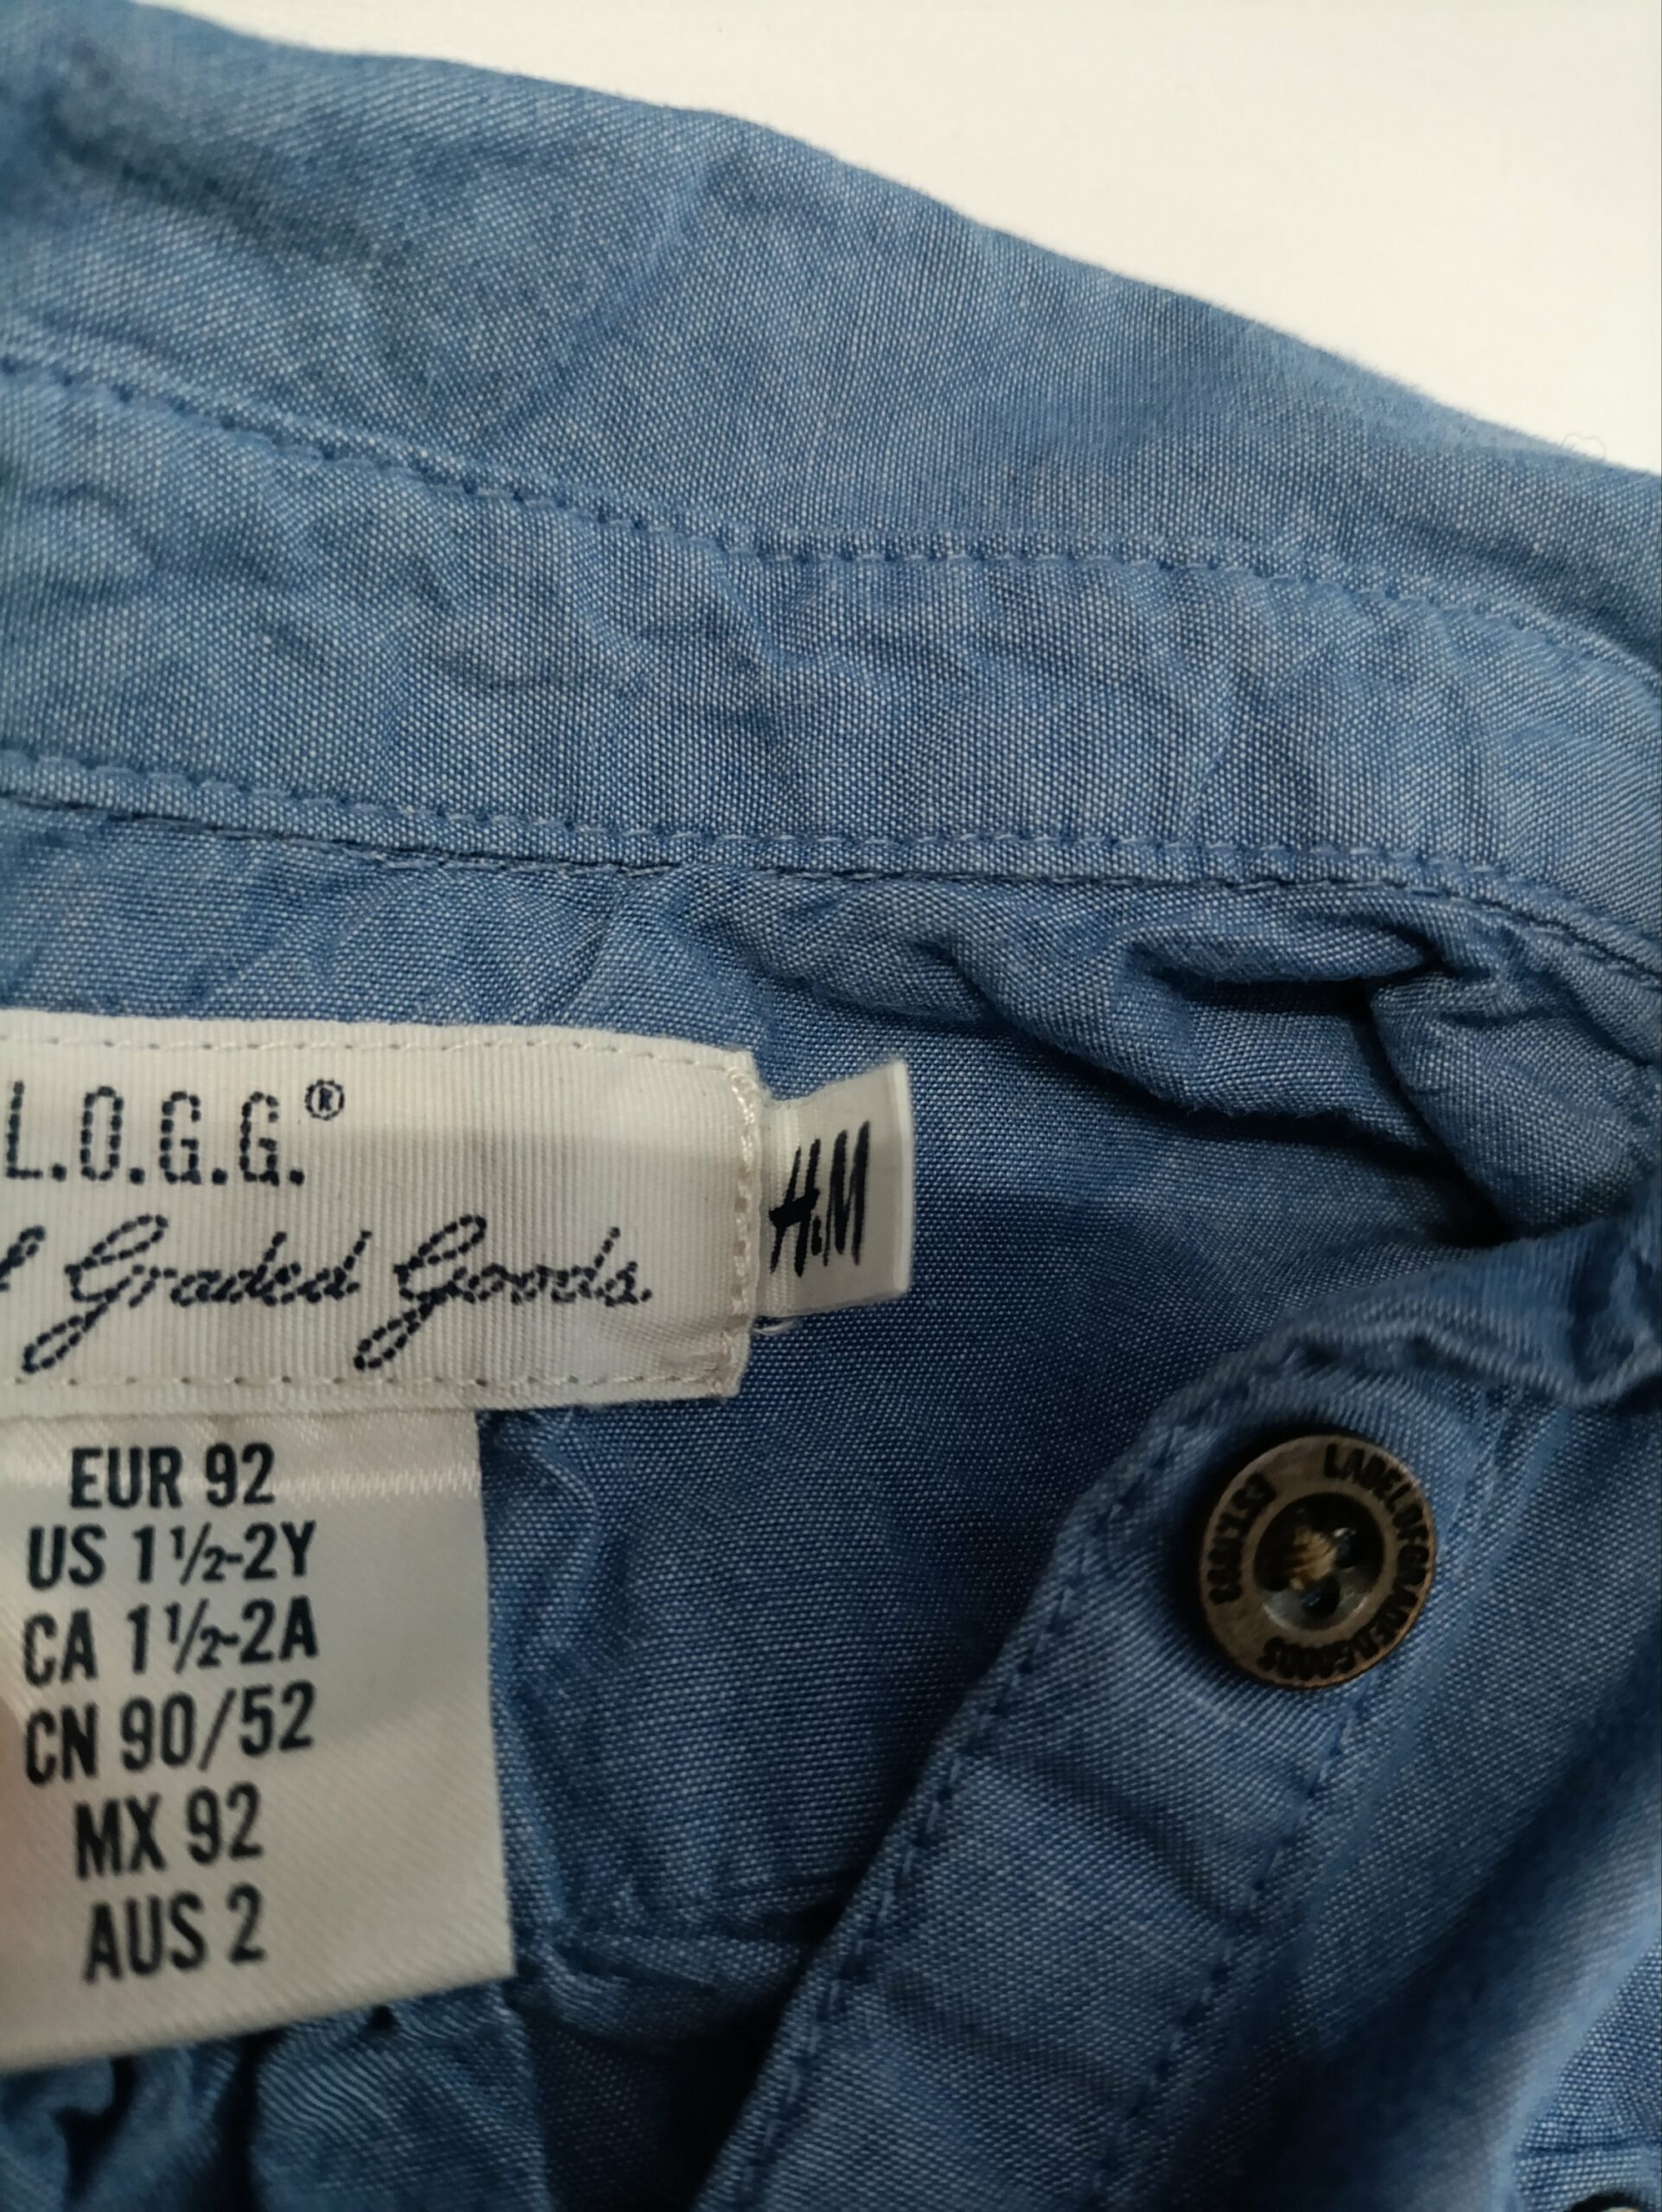 L.O.G.G.®
Graded Goods.
H&M
EUR 92
US 1½-2Y
CA 1½-2A
CN 90/52
MX 92
AUS 2
LABELOFGRADEDGOODS